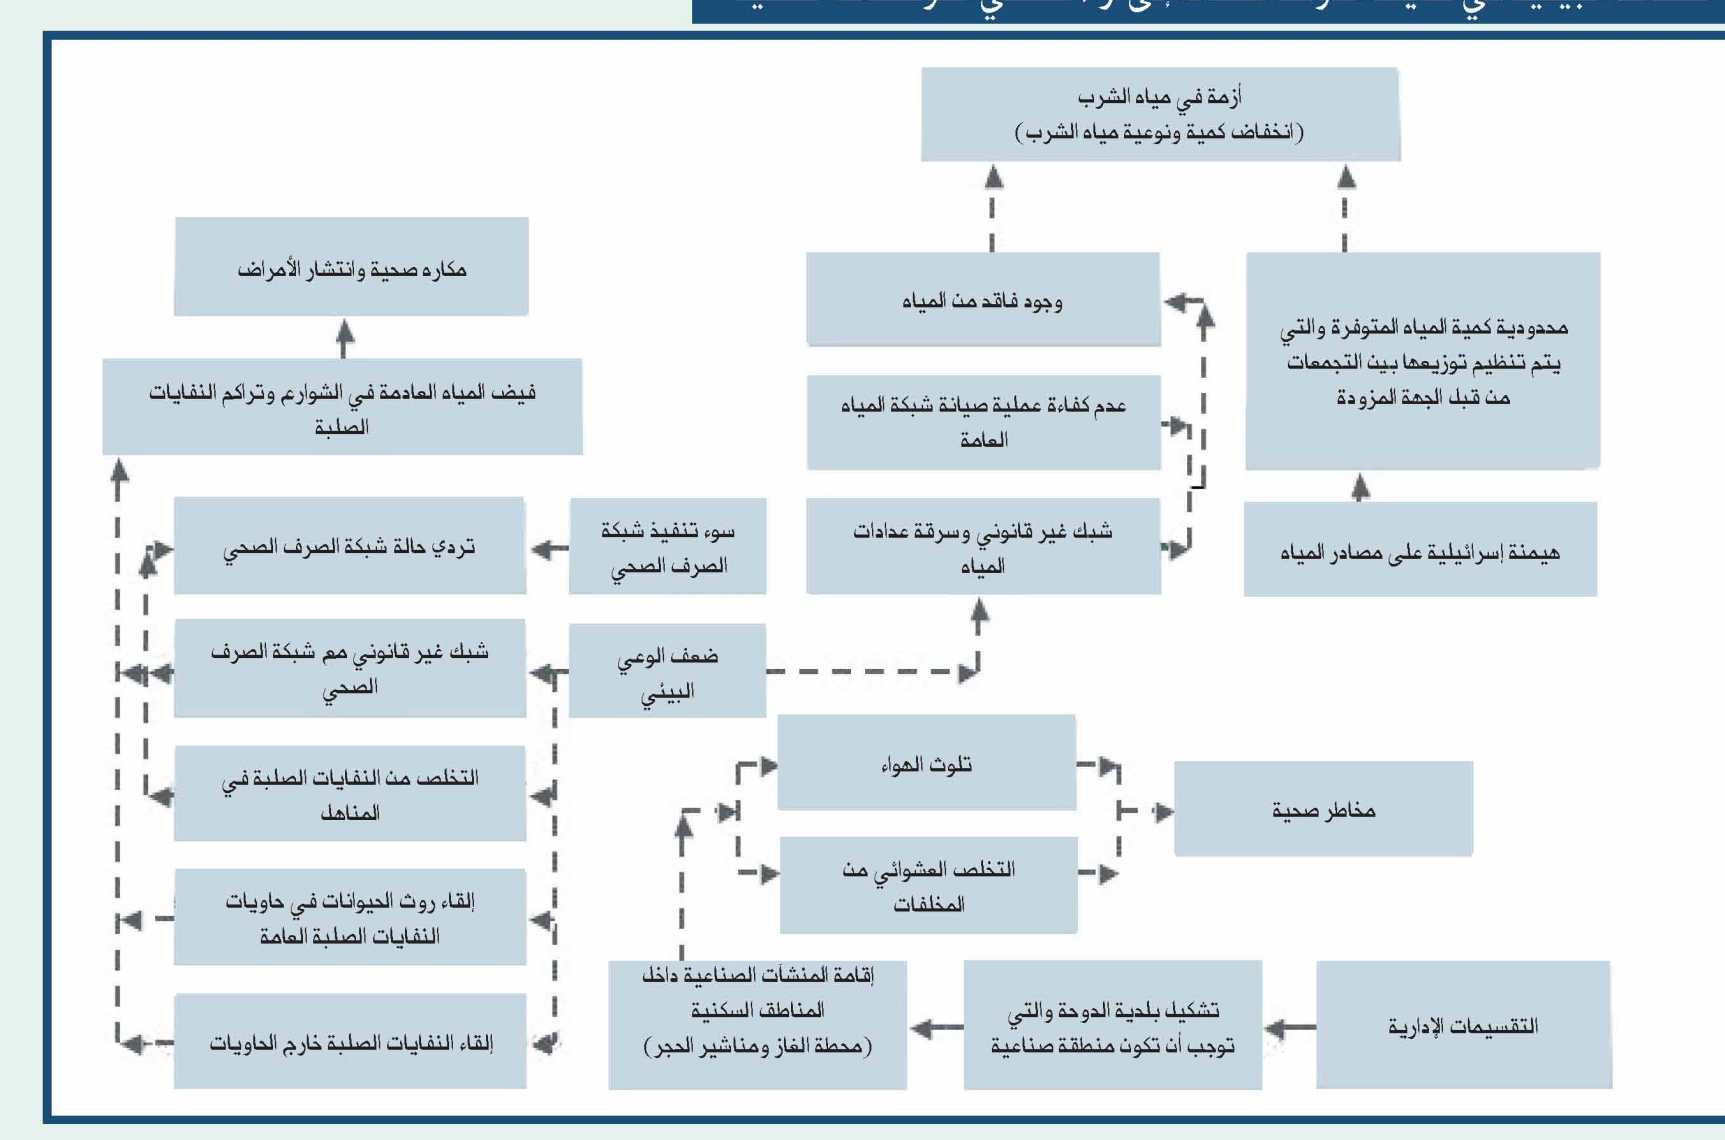 أزمة في مياه الشرب
(انخفاض كمية ونوعية مياه الشرب)
مكاره صحية وانتشار الأمراض
وجود فاقد من المياه
محدودية كمية المياه المتوفرة والتي
يتم تنظيم توزيعها بين التجمعات
من قبل الجهة المزودة
فيض المياه العادمة في الشوارع وتراكم النفايات
الصلبة
عدم كفاءة عملية صيانة شبكة المياه
العامة
هيمنة إسرائيلية على مصادر المياه
شبك غير قانوني وسرقة عدادات
المياه
سوء تنفيذ شبكة
الصرف الصحي
تردي حالة شبكة الصرف الصحي
ضعف الوعي
البيئي
شبك غير قانوني مع شبكة الصرف
الصحي
تلوث الهواء
التخلص من النفايات الصلبة في
المناهل
مخاطر صحية
التخلص العشوائي من
المخلفات
إلقاء روث الحيوانات في حاويات
النفايات الصلبة العامة
التقسيمات الإدارية
تشكيل بلدية الدوحة والتي
توجب أن تكون منطقة صناعية
إقامة المنشآت الصناعية داخل
المناطق السكنية
(محطة الغاز ومناشير الحجر)
إلقاء النفايات الصلبة خارج الحاويات